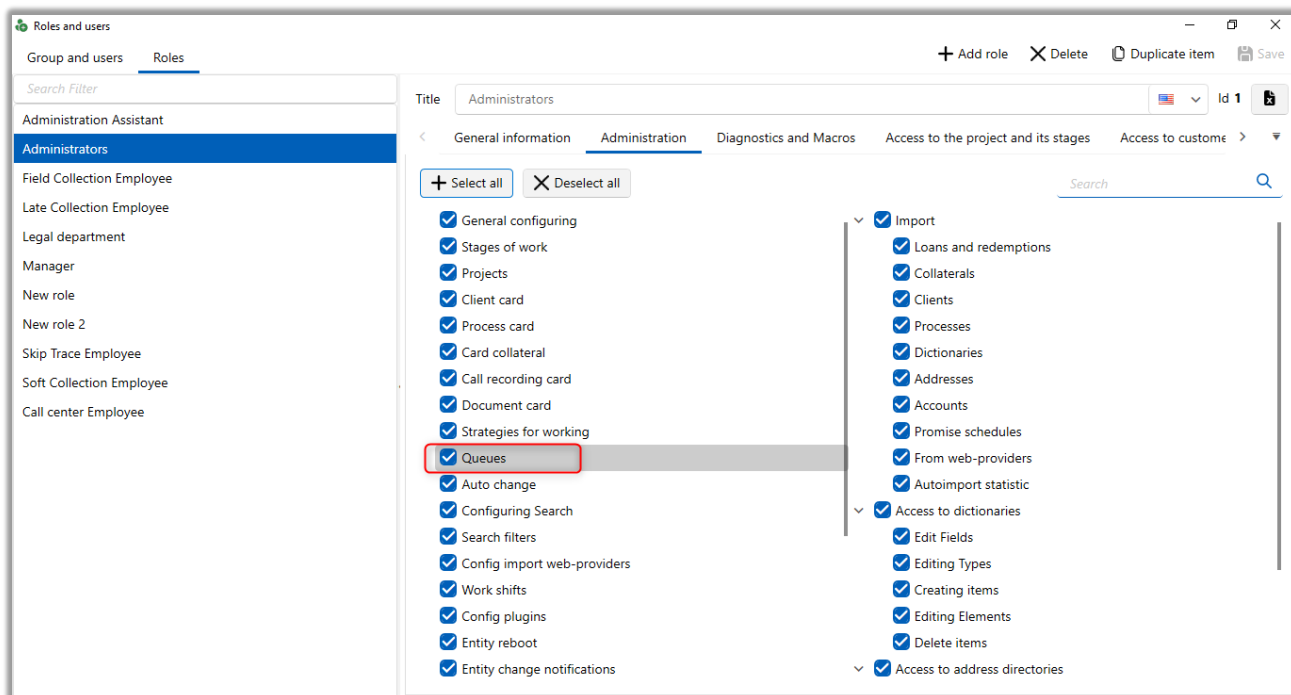 Roles and users
Group and users Roles
Add role Delete Duplicate item Save
Search Filter
Administration Assistant
Administrators
Field Collection Employee
Late Collection Employee
Legal department
Manager
New role
New role 2
Skip Trace Employee
Soft Collection Employee
Call center Employee
Title Administrators Id 1
General information Administration Diagnostics and Macros Access to the project and its stages Access to custome
Select all Deselect all Search
General configuring
Stages of work
Projects
Client card
Process card
Card collateral
Call recording card
Document card
Strategies for working
Queues
Auto change
Configuring Search
Search filters
Config import web-providers
Work shifts
Config plugins
Entity reboot
Entity change notifications
Import
Loans and redemptions
Collaterals
Clients
Processes
Dictionaries
Addresses
Accounts
Promise schedules
From web-providers
Autoimport statistic
Access to dictionaries
Edit Fields
Editing Types
Creating items
Editing Elements
Delete items
Access to address directories